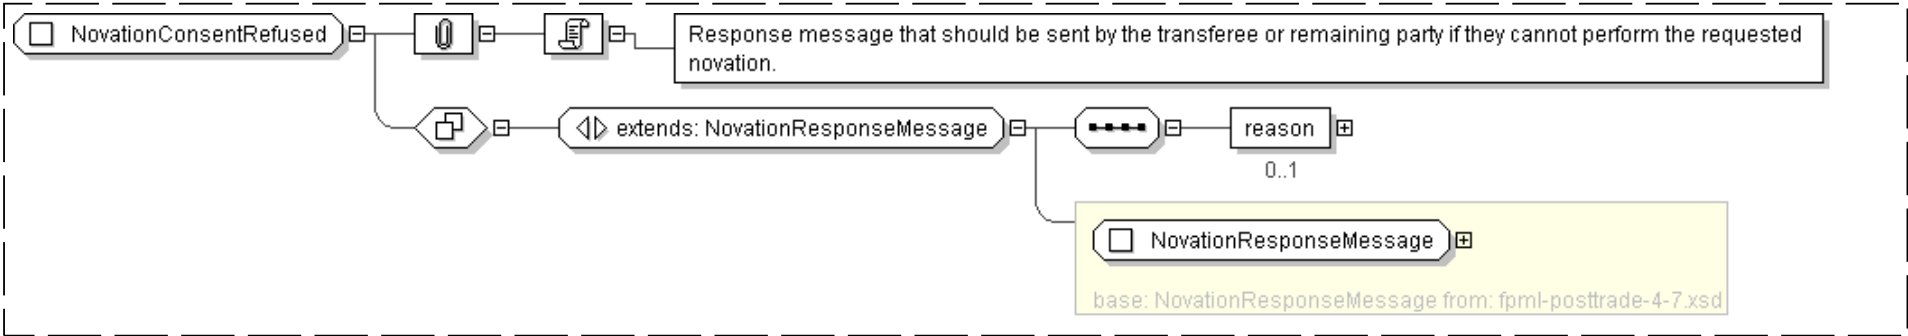 NovationConsentRefused
Response message that should be sent by the transferee or remaining party if they cannot perform the requested
novation.
extends: NovationResponseMessage
reason
0..1
NovationResponseMessage
base: NovationResponseMessage from: fpml-posttrade-4-7.xsd